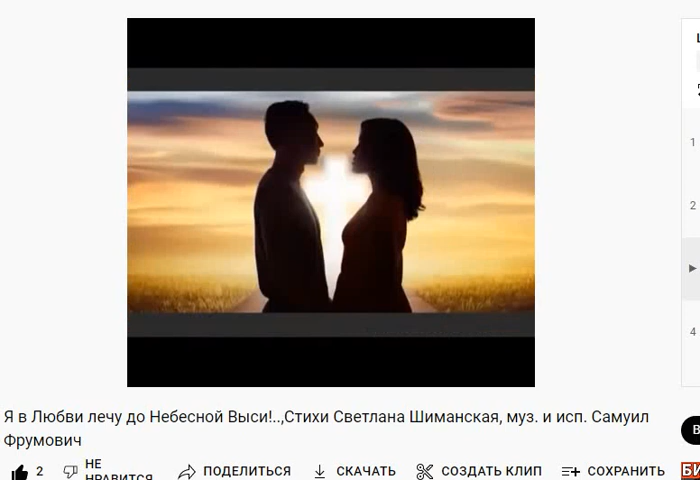 Я в Любви лечу до Небесной Выси!..,Стихи Светлана Шиманская, муз. и исп. Самуил
Фрумович
2
НЕ
НРАВИТСЯ
ПОДЕЛИТЬСЯ
СКАЧАТЬ
СОЗДАТЬ КЛИП
СОХРАНИТЬ
1
2
4